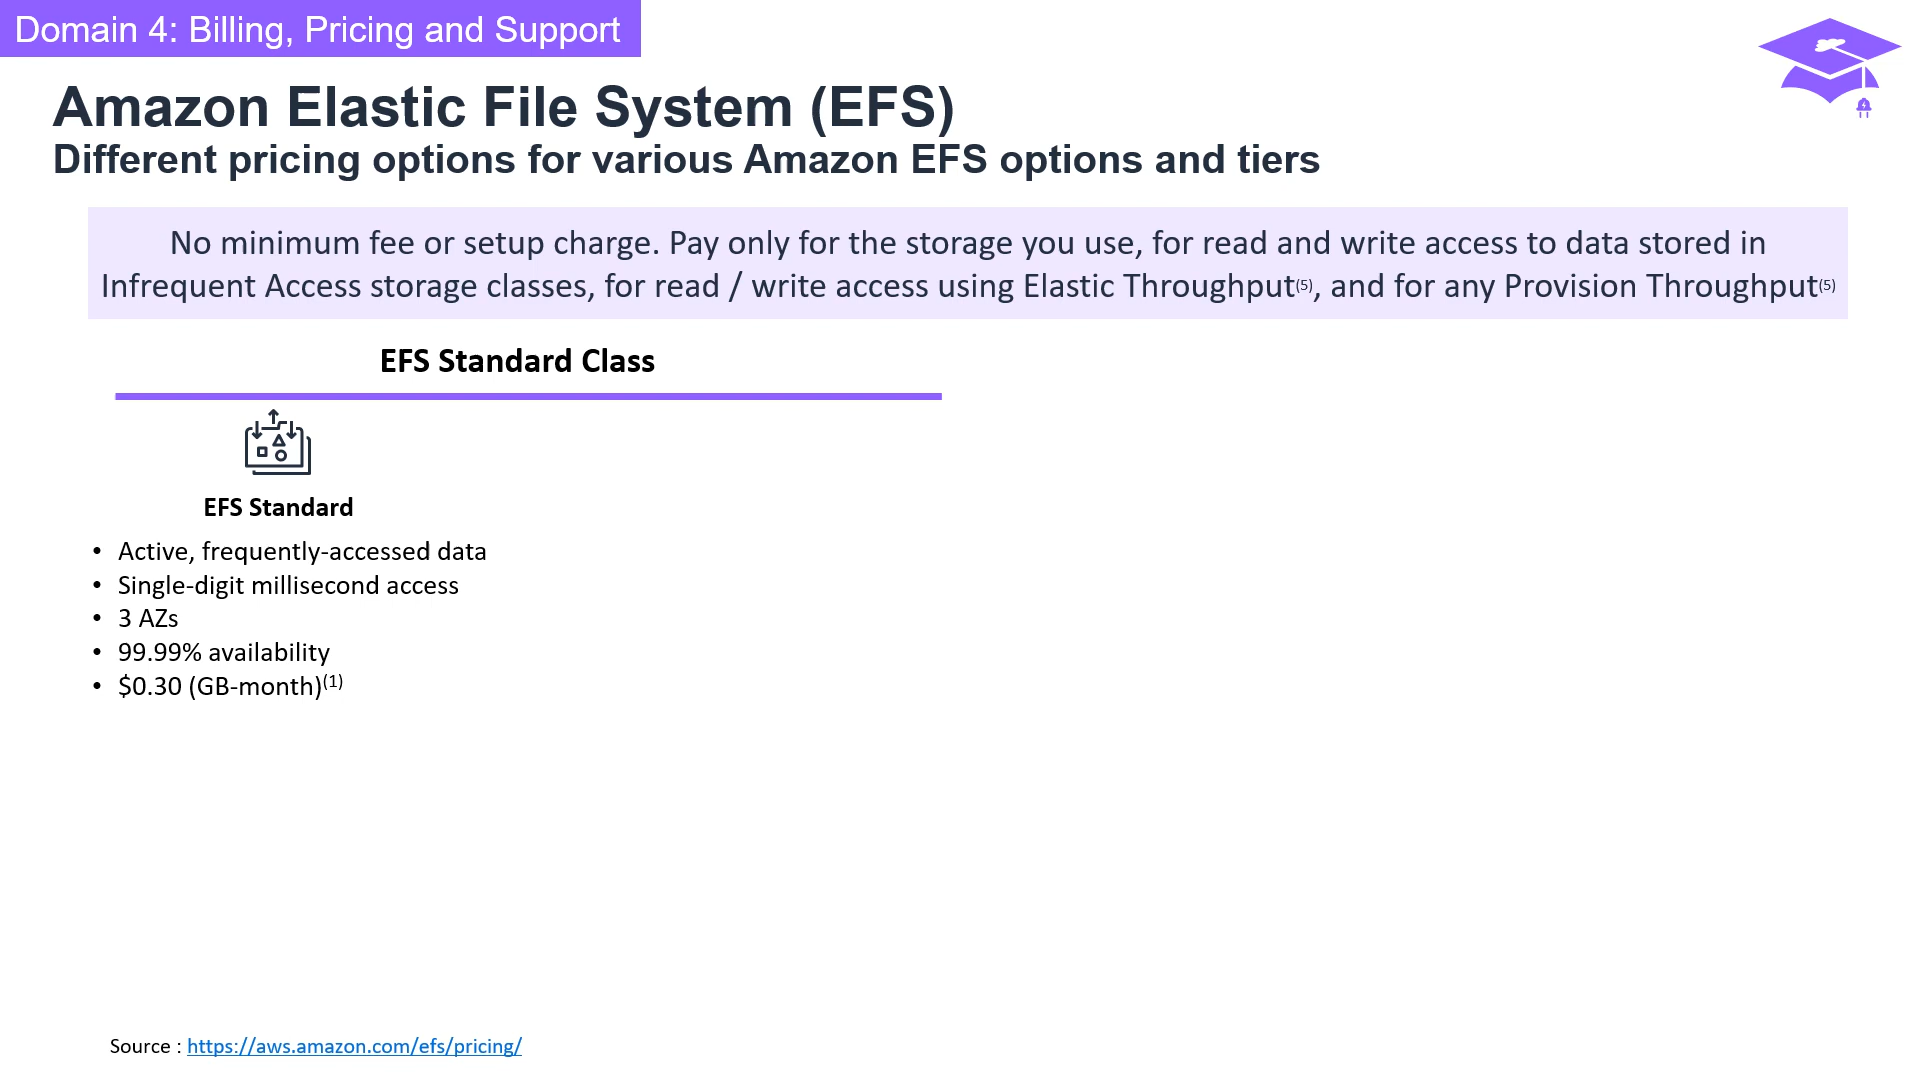 Domain 4: Billing, Pricing and Support
Amazon Elastic File System (EFS)
Different pricing options for various Amazon EFS options and tiers
No minimum fee or setup charge. Pay only for the storage you use, for read and write access to data stored in
Infrequent Access storage classes, for read / write access using Elastic Throughput(5), and for any Provision Throughput(5)
EFS Standard Class
EFS Standard
• Active, frequently-accessed data
• Single-digit millisecond access
• 3 AZs
• 99.99% availability
• $0.30 (GB-month)(1)
Source : https://aws.amazon.com/efs/pricing/